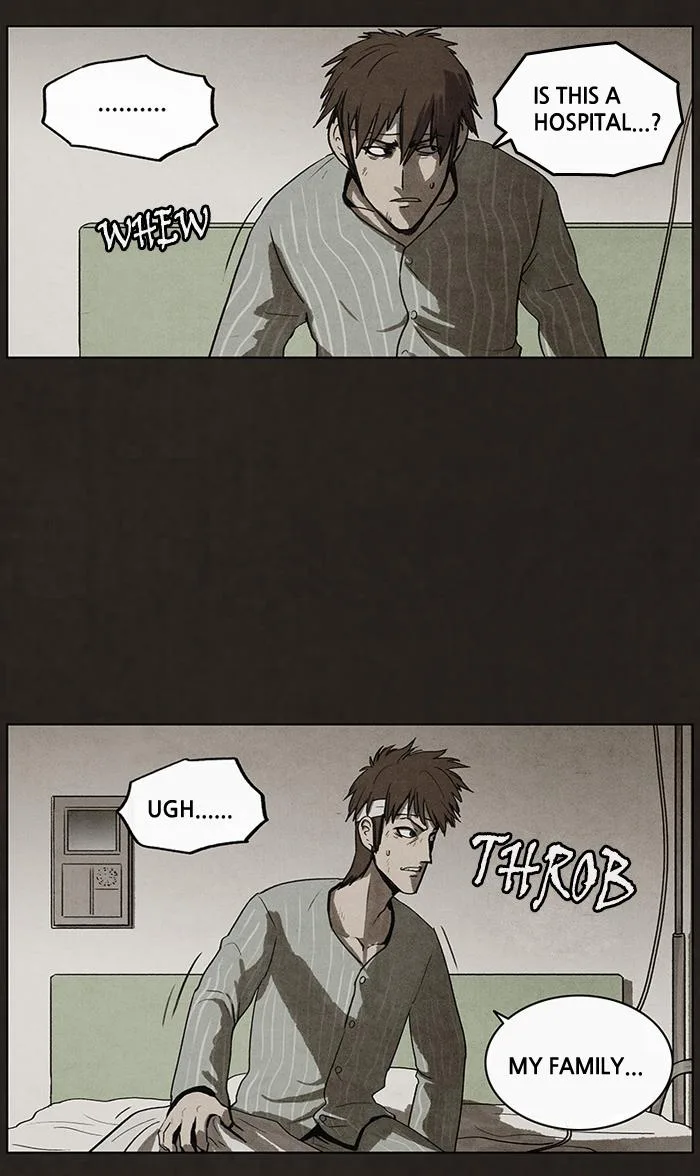 ..........
IS THIS A
HOSPITAL...?
WHEW
UGH......
THROB
MY FAMILY...